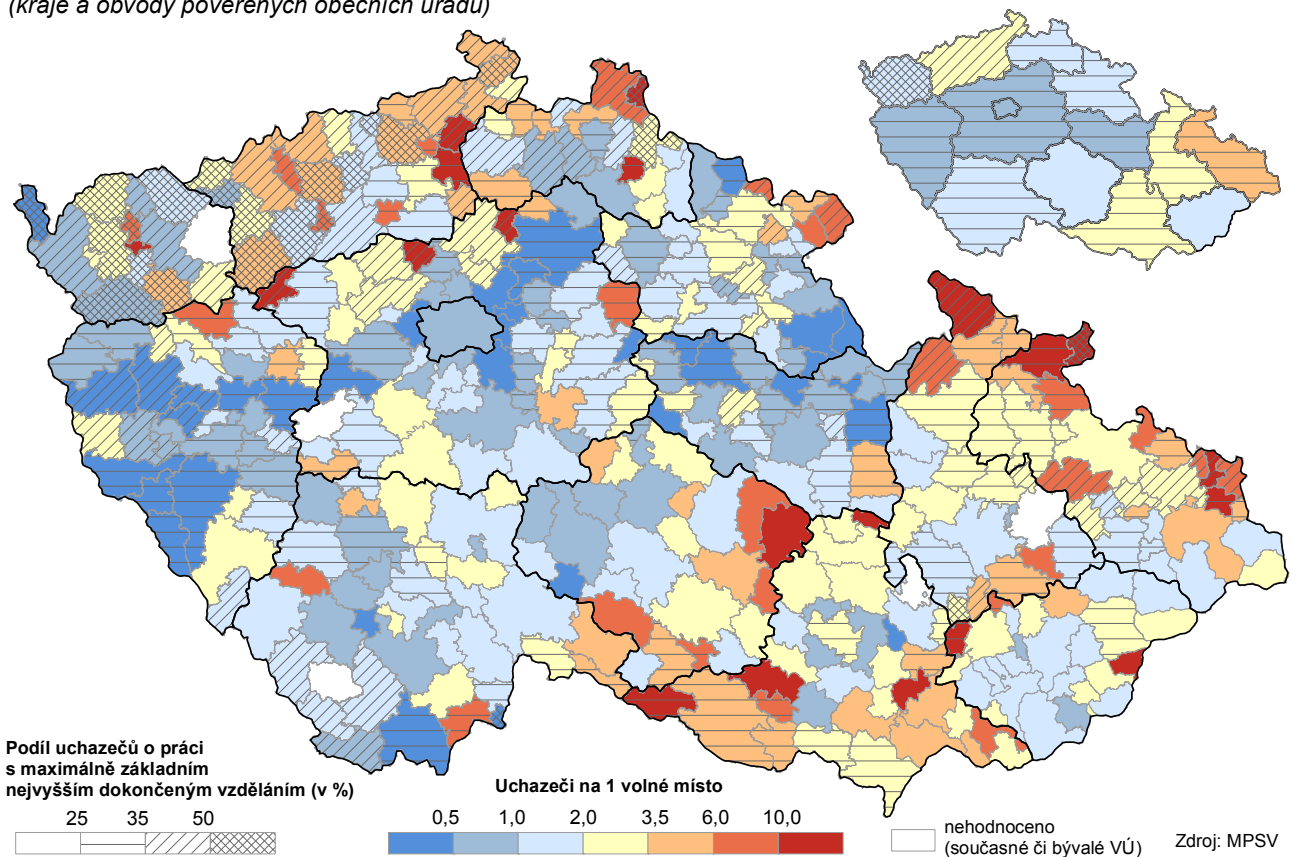 (kraje a obvody pověřených obecních úřadů)
Podíl uchazečů o práci
s maximálně základním
nejvyšším dokončeným vzděláním (v %)
25 35 50
Uchazeči na 1 volné místo
0,5 1,0 2,0 3,5 6,0 10,0
nehodnoceno
(současné či bývalé VÚ)
Zdroj: MPSV